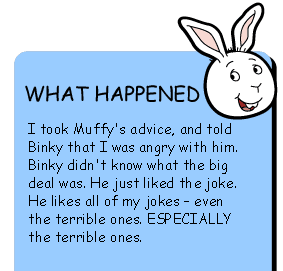 WHAT HAPPENED
I took Muffy's advice, and told
Binky that I was angry with him.
Binky didn't know what the big
deal was. He just liked the joke.
He likes all of my jokes – even
the terrible ones. ESPECIALLY
the terrible ones.